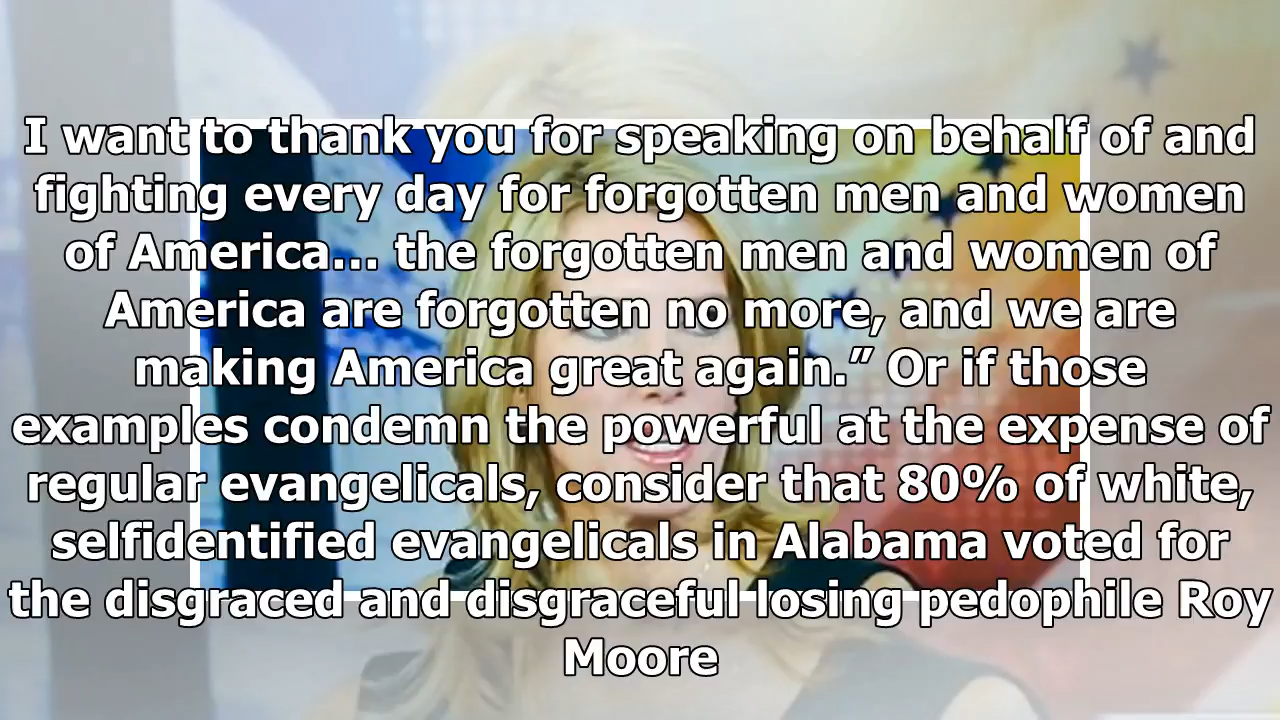 I want to thank you for speaking on behalf of and
fighting every day for forgotten men and women
of America... the forgotten men and women of
America are forgotten no more, and we are
making America great again.” Or if those
examples condemn the powerful at the expense of
regular evangelicals, consider that 80% of white,
selfidentified evangelicals in Alabama voted for
the disgraced and disgraceful losing pedophile Roy
Moore